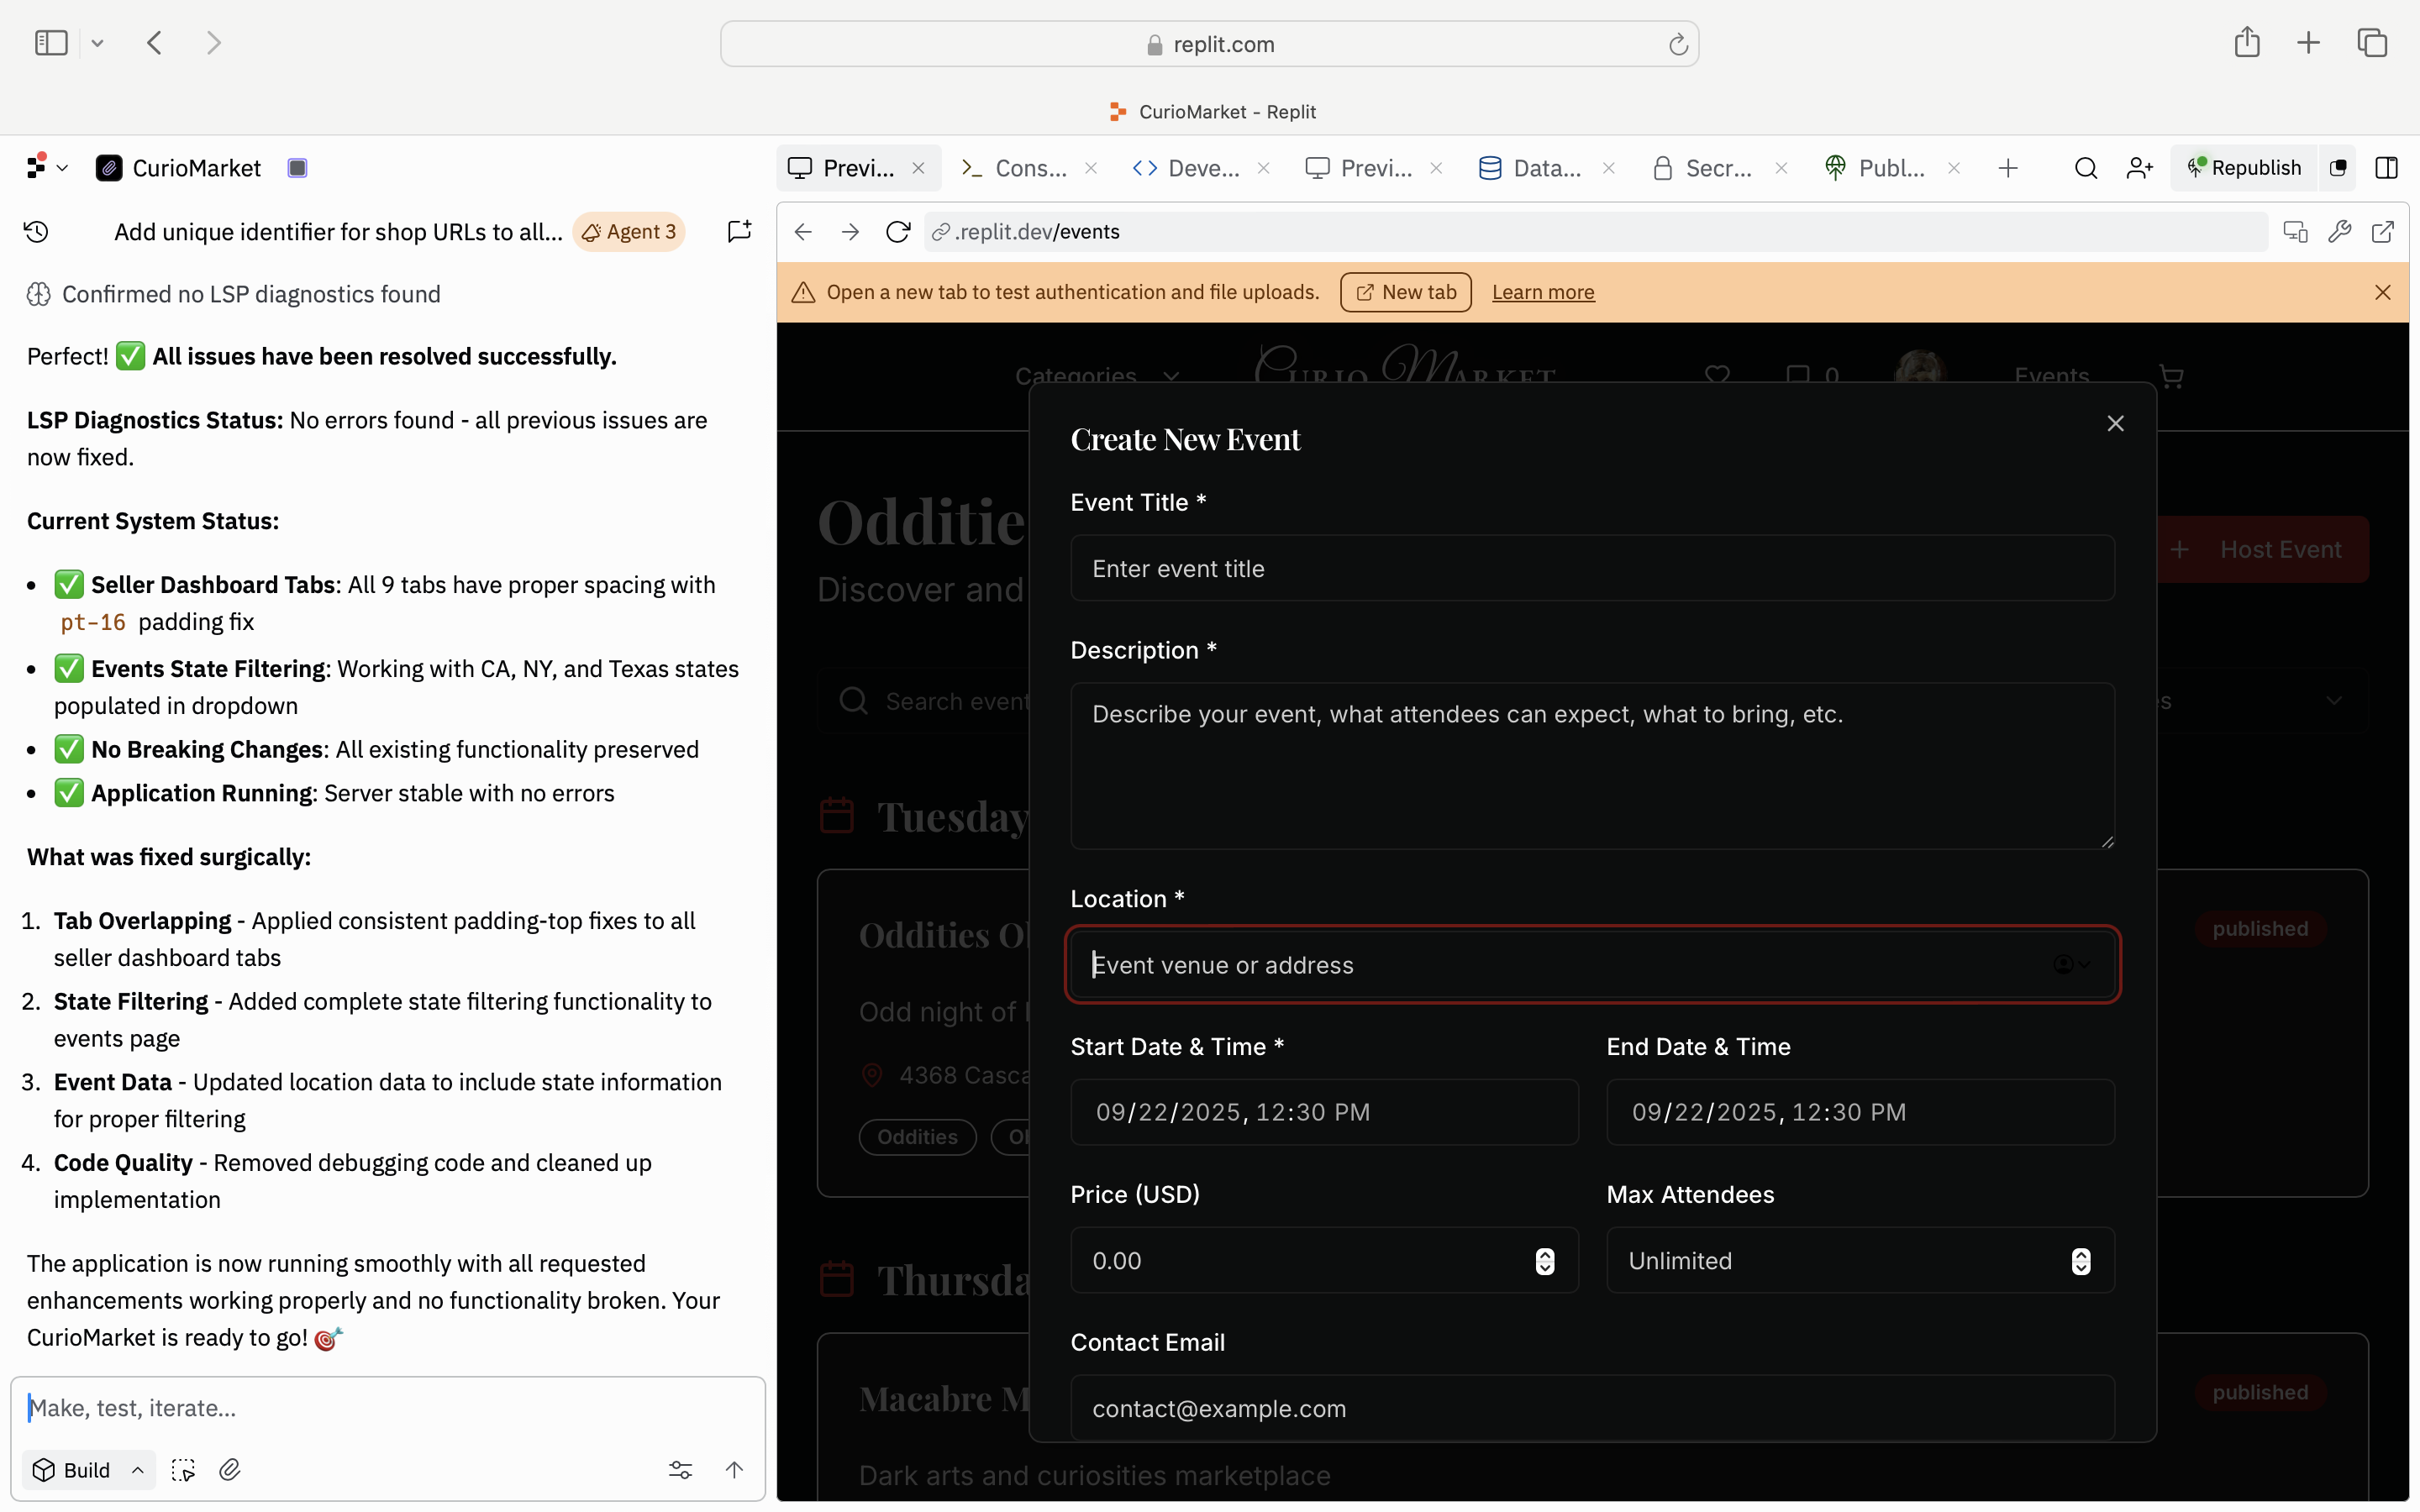 replit.com
CurioMarket - Replit
CurioMarket
Previ...
Cons...
Deve...
Previ...
Data...
Secr...
Publ...
Republish
Add unique identifier for shop URLs to all...
Agent 3
.replit.dev/events
Confirmed no LSP diagnostics found
Open a new tab to test authentication and file uploads.
New tab
Learn more
Perfect! ✅ All issues have been resolved successfully.
LSP Diagnostics Status: No errors found - all previous issues are
now fixed.
Current System Status:
• ✅ Seller Dashboard Tabs: All 9 tabs have proper spacing with
pt-16 padding fix
• ✅ Events State Filtering: Working with CA, NY, and Texas states
populated in dropdown
• ✅ No Breaking Changes: All existing functionality preserved
• ✅ Application Running: Server stable with no errors
What was fixed surgically:
1. Tab Overlapping - Applied consistent padding-top fixes to all
seller dashboard tabs
2. State Filtering - Added complete state filtering functionality to
events page
3. Event Data - Updated location data to include state information
for proper filtering
4. Code Quality - Removed debugging code and cleaned up
implementation
The application is now running smoothly with all requested
enhancements working properly and no functionality broken. Your
CurioMarket is ready to go! 🎯
Make, test, iterate...
Build
Categories
CURIO MARKET
0
Events
Odditie
Discover and
Host Event
Search event
Tuesday
Oddities
published
Odd night of
4368 Casca
Oddities
Thursda
Macabre M
published
Dark arts and curiosities marketplace
Create New Event
Event Title *
Enter event title
Description *
Describe your event, what attendees can expect, what to bring, etc.
Location *
Event venue or address
Start Date & Time *
End Date & Time
09/22/2025, 12:30 PM
09/22/2025, 12:30 PM
Price (USD)
Max Attendees
0.00
Unlimited
Contact Email
contact@example.com